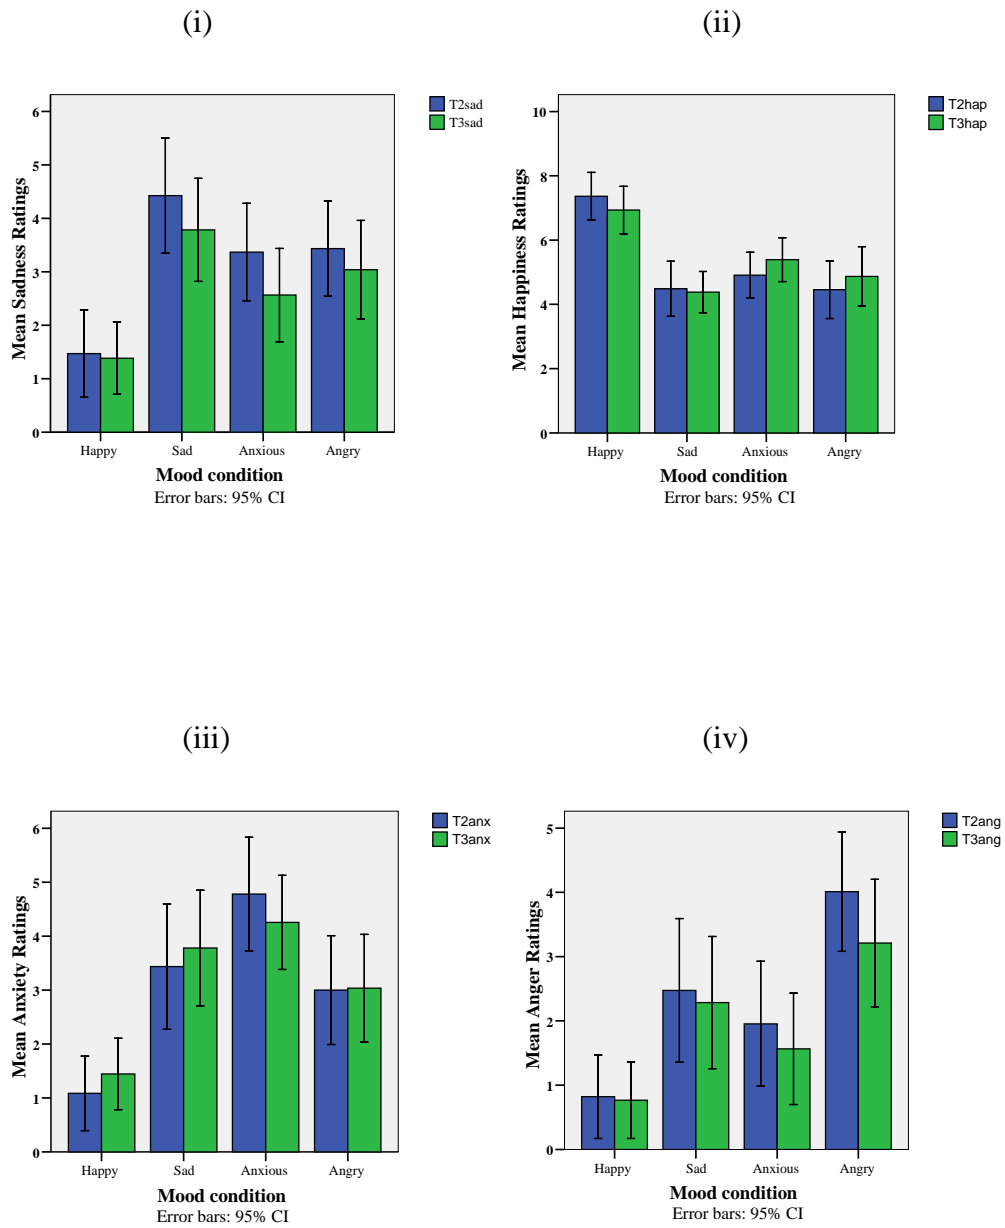 (i)
T2sad
T3sad
Mean Sadness Ratings
6
5
4
3
2
1
0
Happy Sad Anxious Angry
Mood condition
Error bars: 95% CI
(ii)
T2hap
T3hap
Mean Happiness Ratings
10
8
6
4
2
0
Happy Sad Anxious Angry
Mood condition
Error bars: 95% CI
(iii)
T2anx
T3anx
Mean Anxiety Ratings
6
5
4
3
2
1
0
Happy Sad Anxious Angry
Mood condition
Error bars: 95% CI
(iv)
T2ang
T3ang
Mean Anger Ratings
5
4
3
2
1
0
Happy Sad Anxious Angry
Mood condition
Error bars: 95% CI